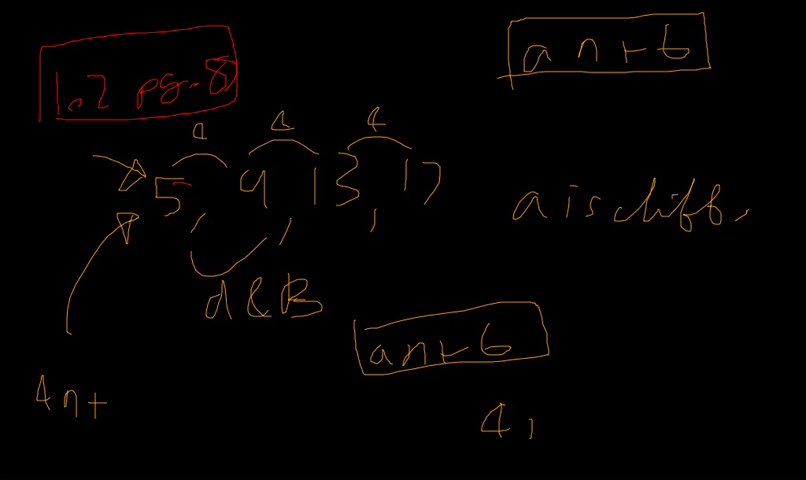 1.2 pg.8
an+b
4 4 4
5, 9, 13, 17
a is diff.
A&B
an+b
4n+
4,